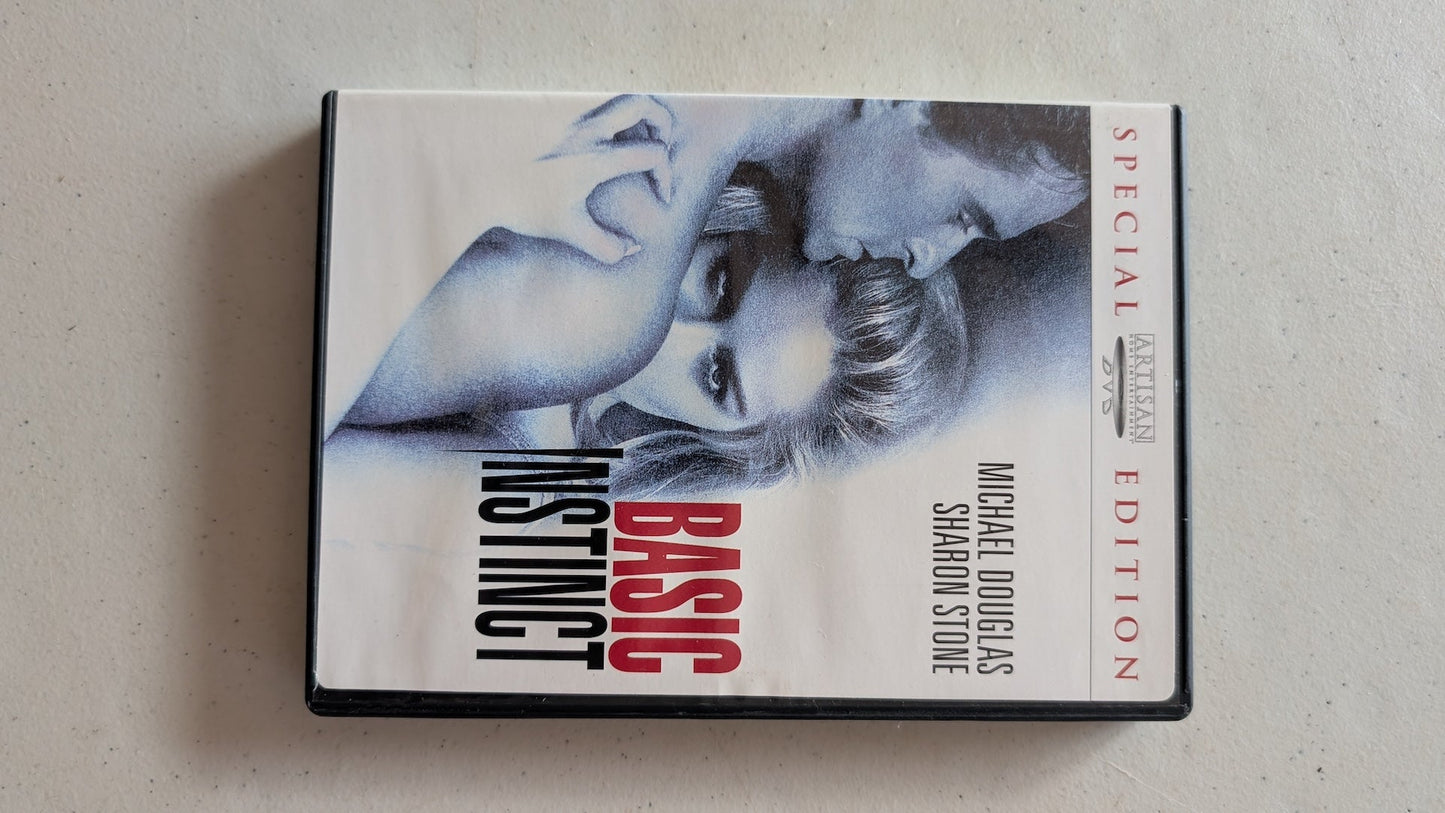 SPECIAL EDITION
ARTISAN
HOME ENTERTAINMENT
DVD
MICHAEL DOUGLAS
SHARON STONE
BASIC
INSTINCT